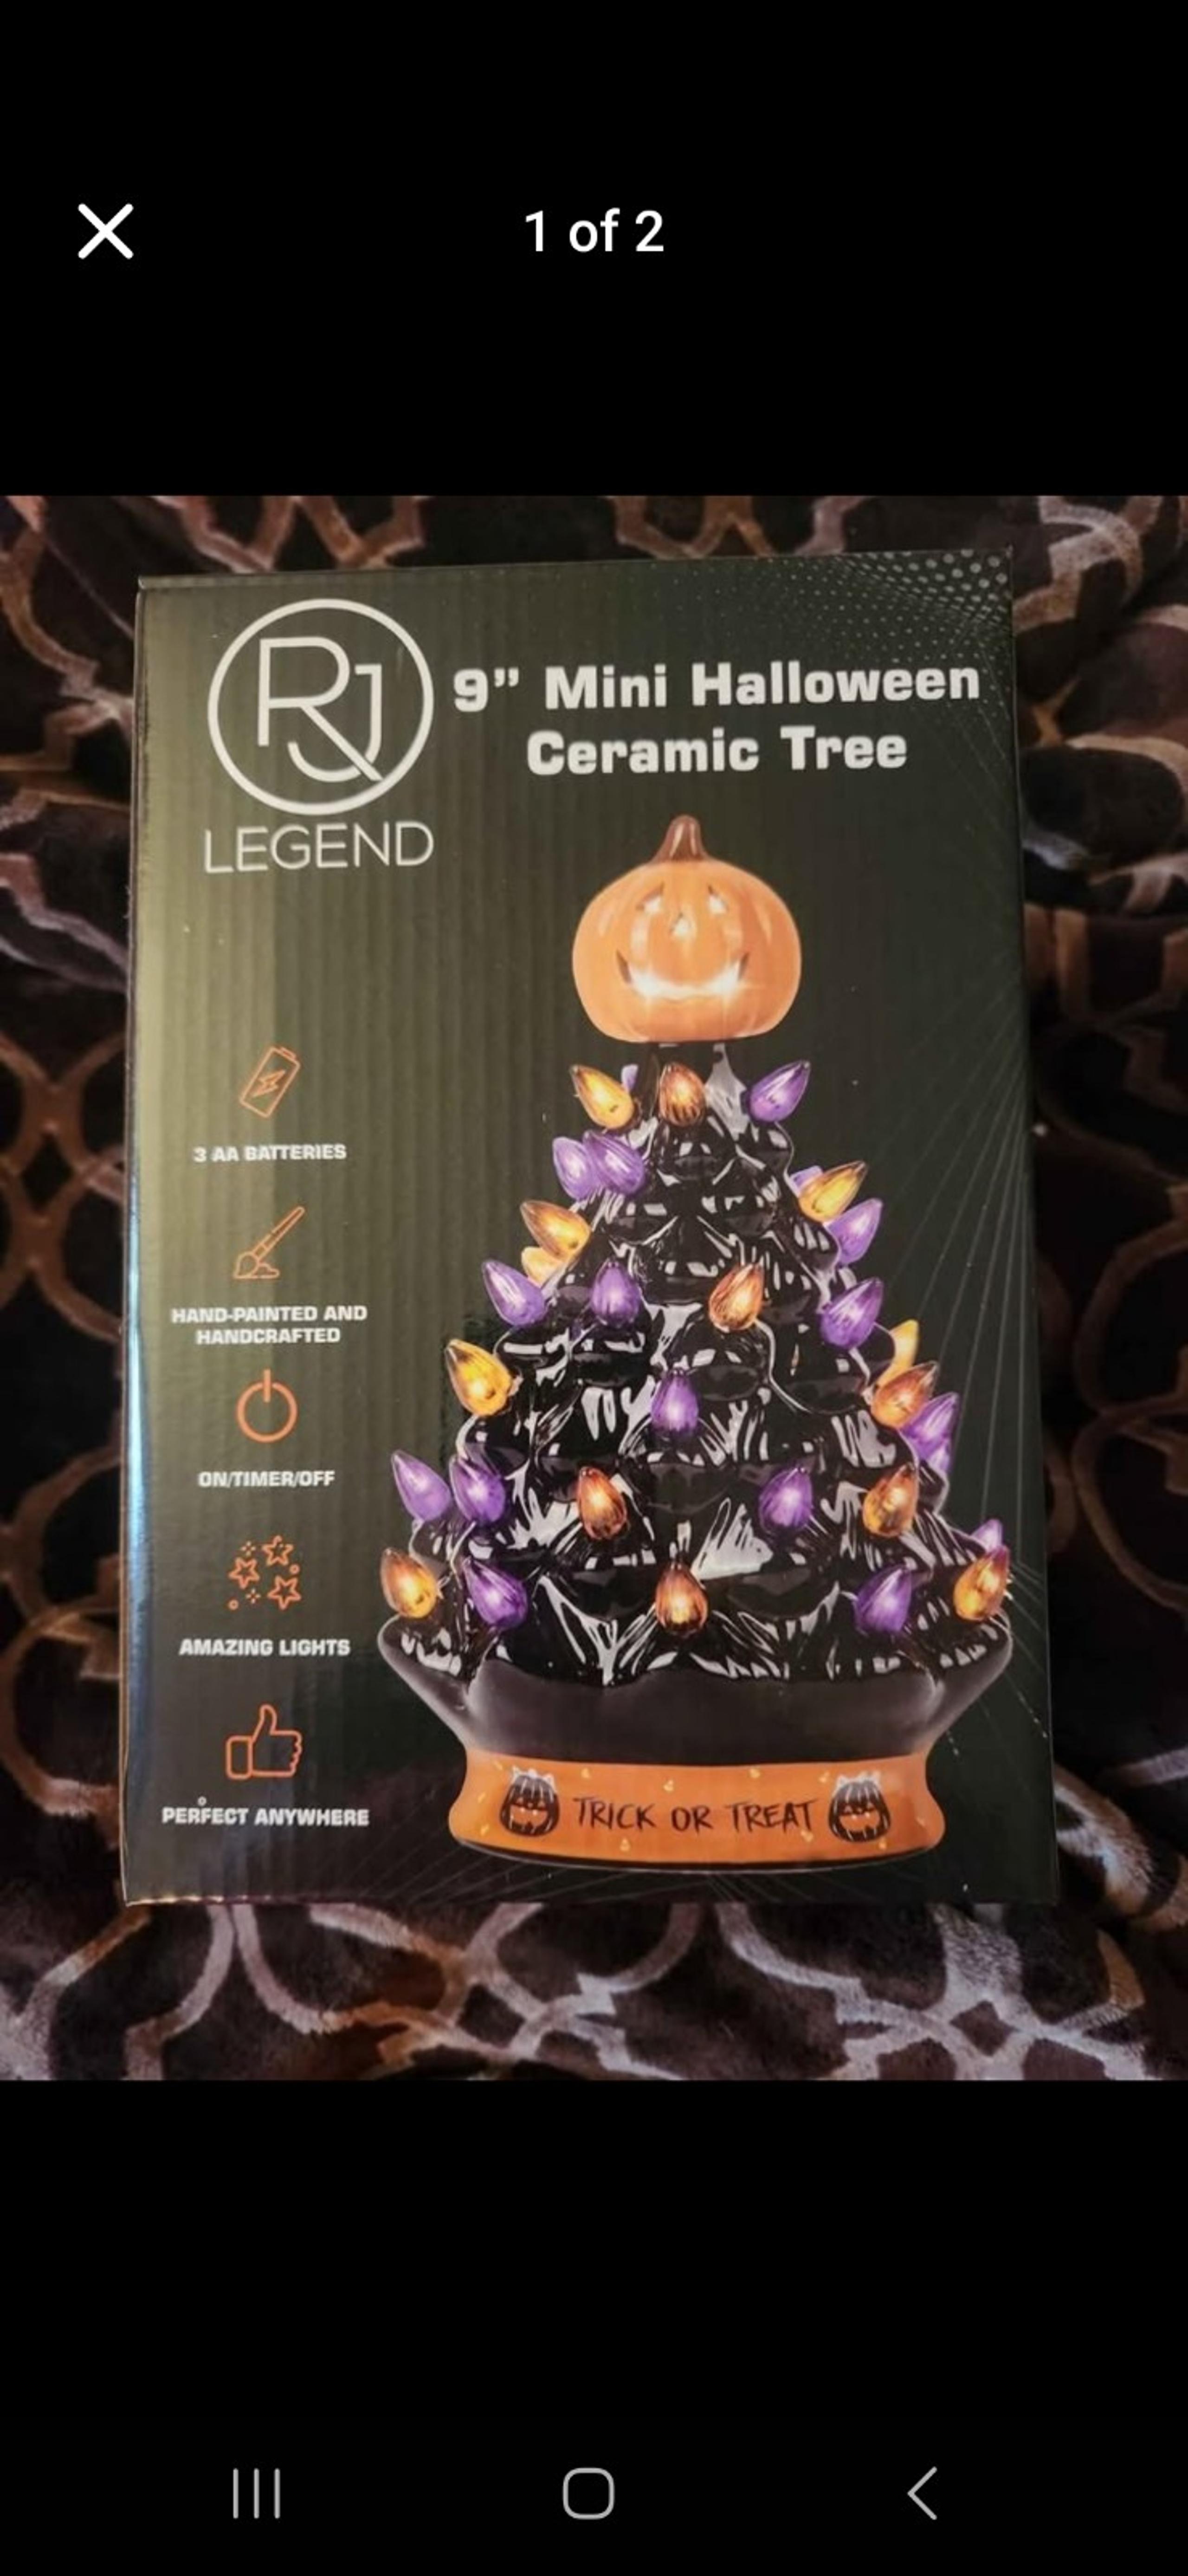 1 of 2
RJ
LEGEND
9” Mini Halloween
Ceramic Tree
3 AA BATTERIES
HAND-PAINTED AND
HANDCRAFTED
ON/TIMER/OFF
AMAZING LIGHTS
PERFECT ANYWHERE
TRICK OR TREAT